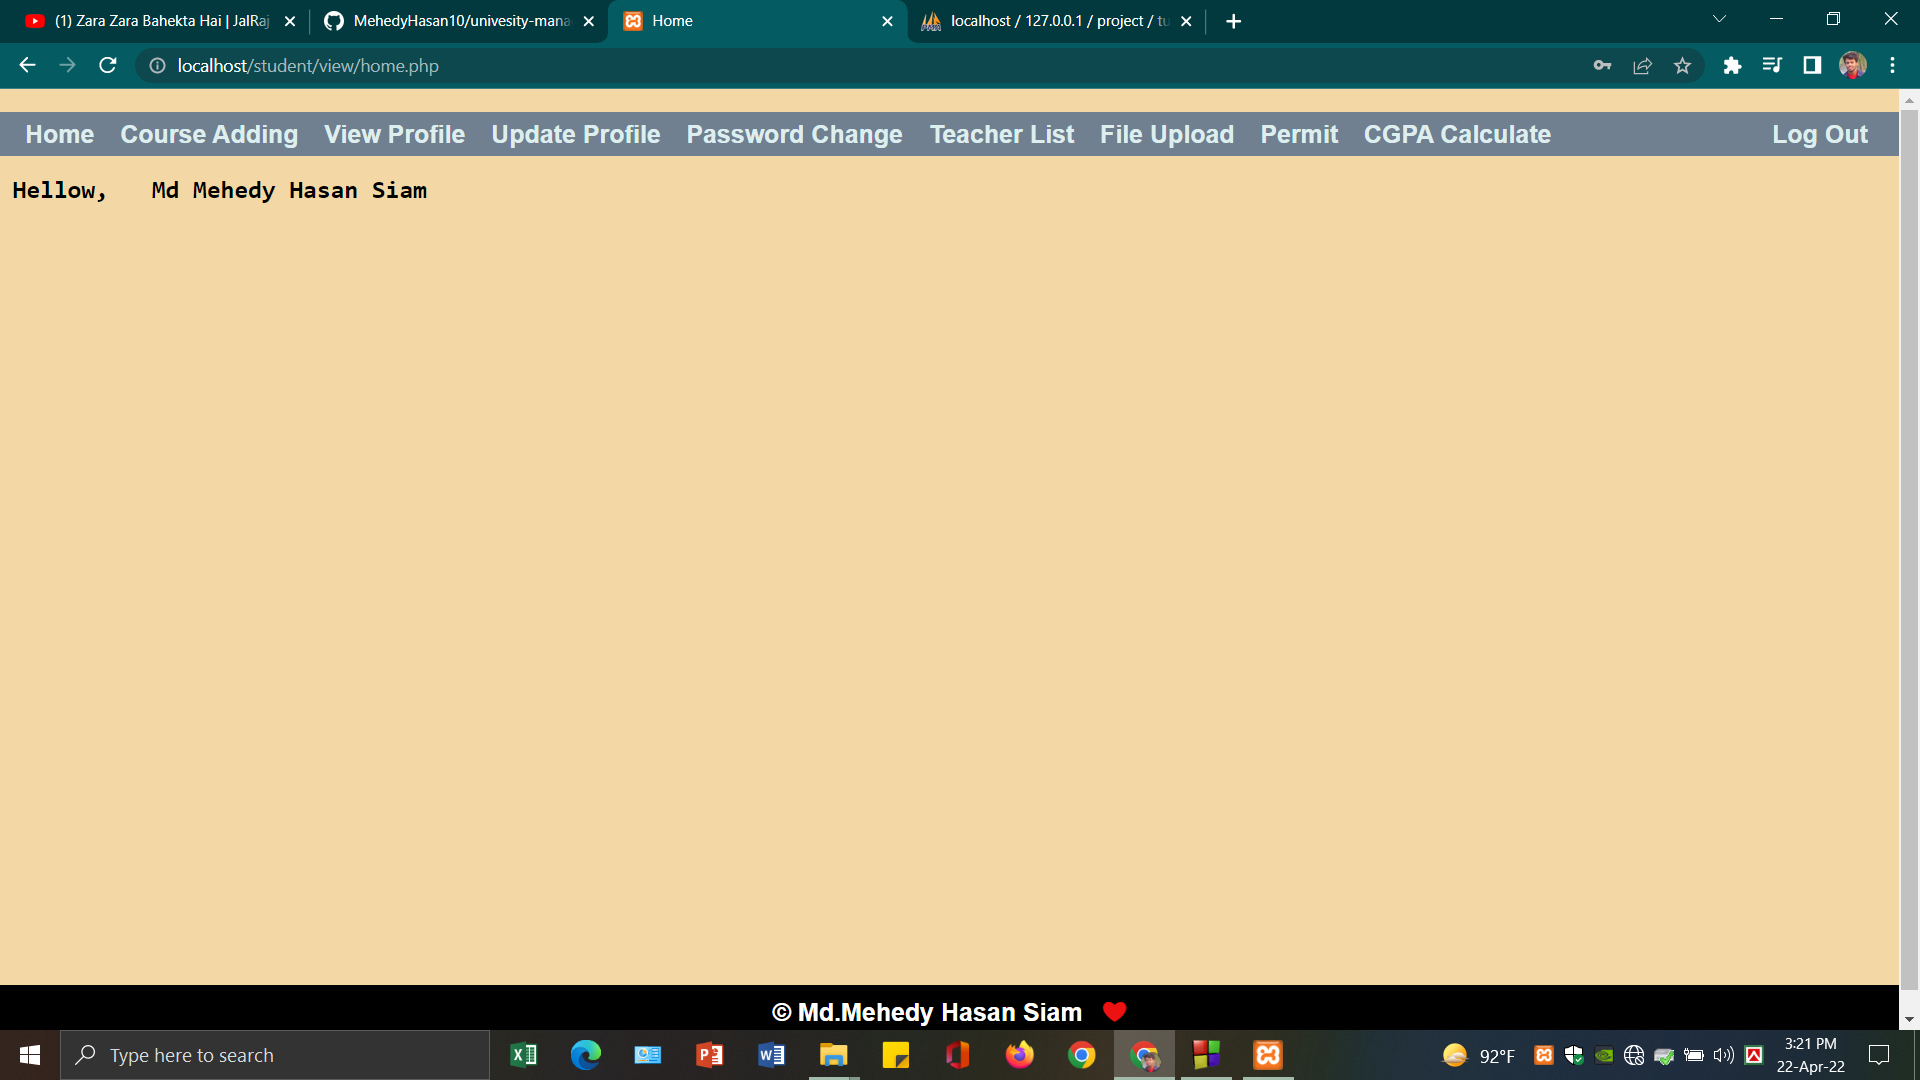 (1) Zara Zara Bahekta Hai | JalRaj
MehedyHasan10/univesity-mana
Home
localhost / 127.0.0.1 / project / tu
localhost/student/view/home.php
Home Course Adding View Profile Update Profile Password Change Teacher List File Upload Permit CGPA Calculate Log Out
Hellow, Md Mehedy Hasan Siam
© Md.Mehedy Hasan Siam
Type here to search
92°F
3:21 PM
22-Apr-22